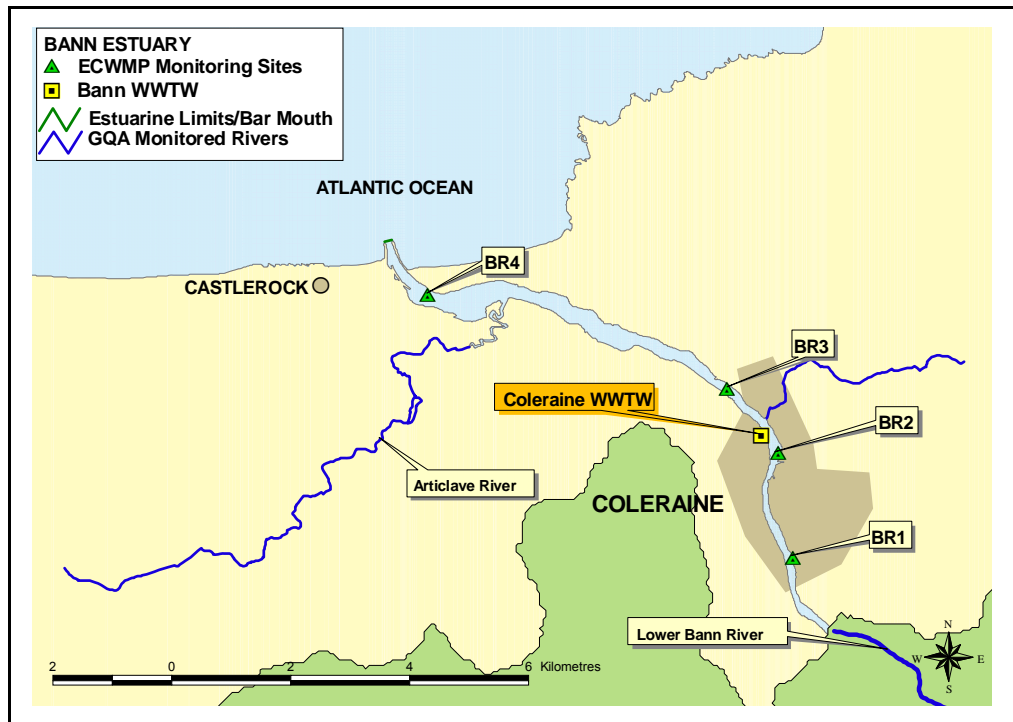 BANN ESTUARY
ECWMP Monitoring Sites
Bann WWTW
Estuarine Limits/Bar Mouth
GQA Monitored Rivers
ATLANTIC OCEAN
BR4
CASTLEROCK
BR3
Coleraine WWTW
BR2
Articlave River
COLERAINE
BR1
Lower Bann River
N
W E
S
2 0 2 4 6 Kilometres